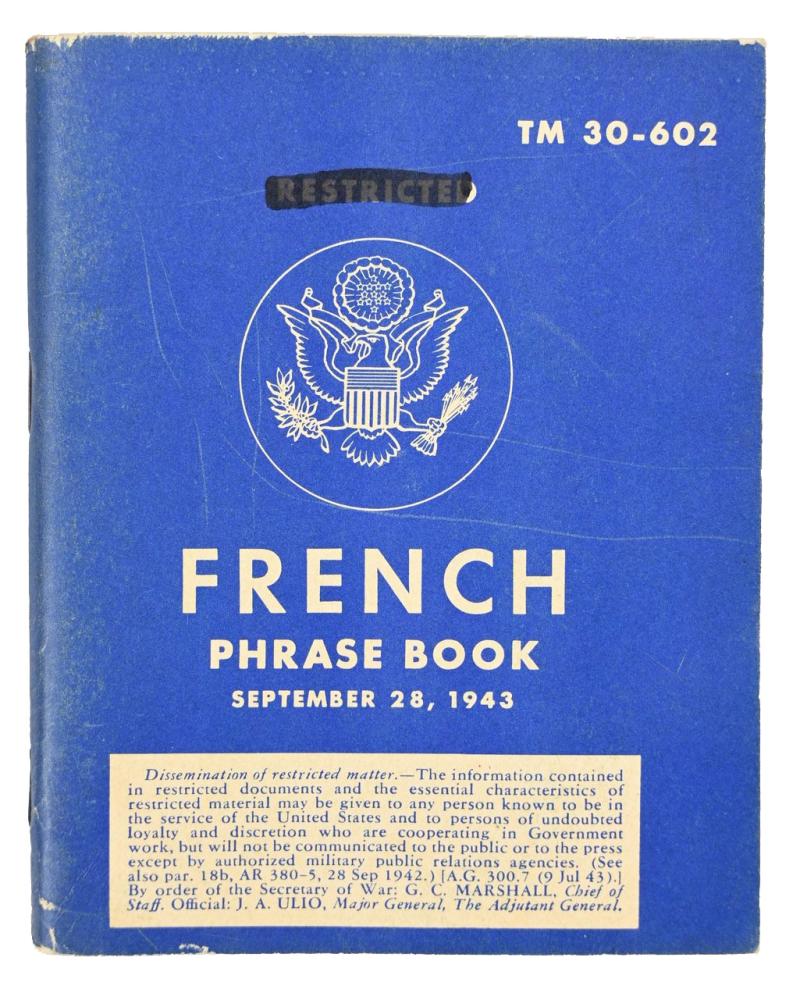 TM 30-602
RESTRICTED
FRENCH
PHRASE BOOK
SEPTEMBER 28, 1943
Dissemination of restricted matter.—The information contained
in restricted documents and the essential characteristics of
restricted material may be given to any person known to be in
the service of the United States and to persons of undoubted
loyalty and discretion who are cooperating in Government
work, but will not be communicated to the public or to the press
except by authorized military public relations agencies. (See
also par. 18b, AR 380-5, 28 Sep 1942.) [A.G. 300.7 (9 Jul 43).]
By order of the Secretary of War: G. C. MARSHALL, Chief of
Staff. Official: J. A. ULIO, Major General, The Adjutant General.